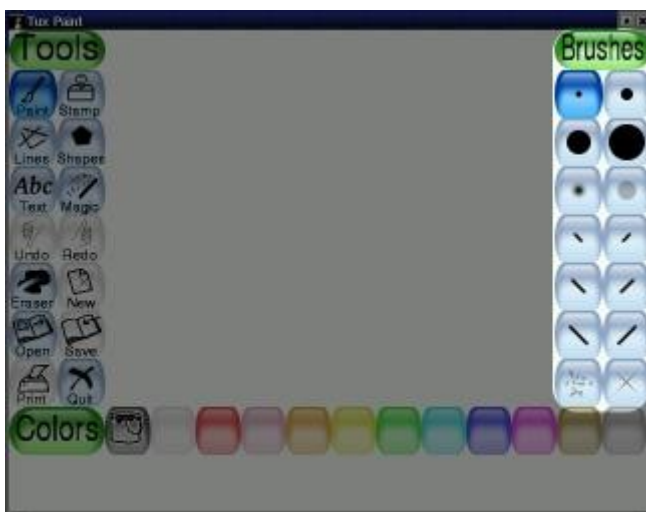 Tux Paint
Tools
Brushes
Paint Stamp
Lines Shapes
Abc
Text Magic
Undo Redo
Eraser New
Open Save
Print Quit
Colors